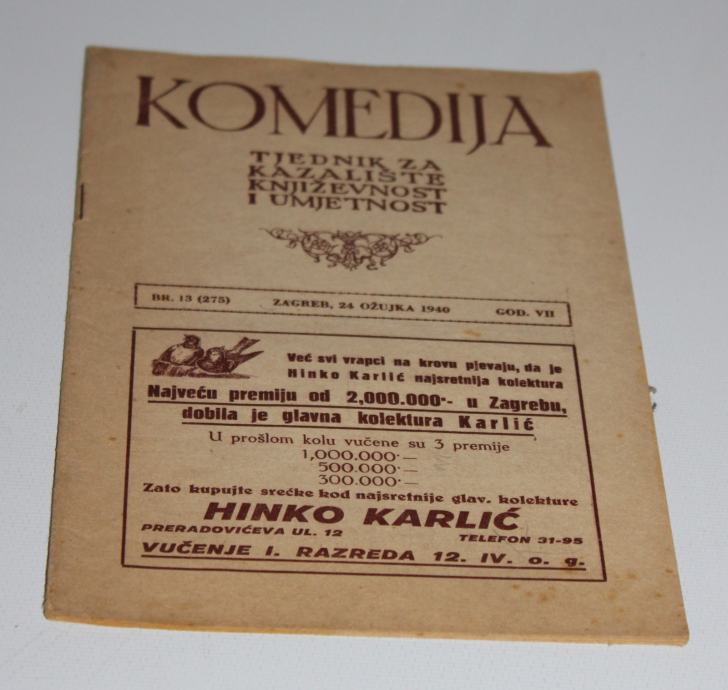 KOMEDIJA
TJEDNIK ZA
KAZALIŠTE
KNJIŽEVNOST
I UMJETNOST
BR. 13 (275) ZAGREB, 24 OŽUJKA 1940 GOD. VII
Već svi vrapci na krovu pjevaju, da je
Hinko Karlić najsretnija kolektura
Najveću premiju od 2,000.000·- u Zagrebu,
dobila je glavna kolektura Karlić
U prošlom kolu vučene su 3 premije
1,000.000·—
500.000·—
300.000·—
Zato kupujte srećke kod najsretnije glav. kolekture
HINKO KARLIĆ
PRERADOVIĆEVA UL. 12 TELEFON 31-95
VUČENJE I. RAZREDA 12. IV. o. g.